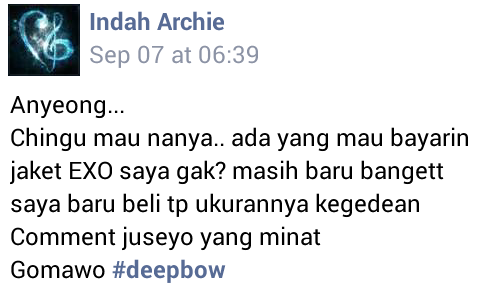 Indah Archie
Sep 07 at 06:39
Anyeong...
Chingu mau nanya.. ada yang mau bayarin
jaket EXO saya gak? masih baru bangett
saya baru beli tp ukurannya kegedean
Comment juseyo yang minat
Gomawo #deepbow